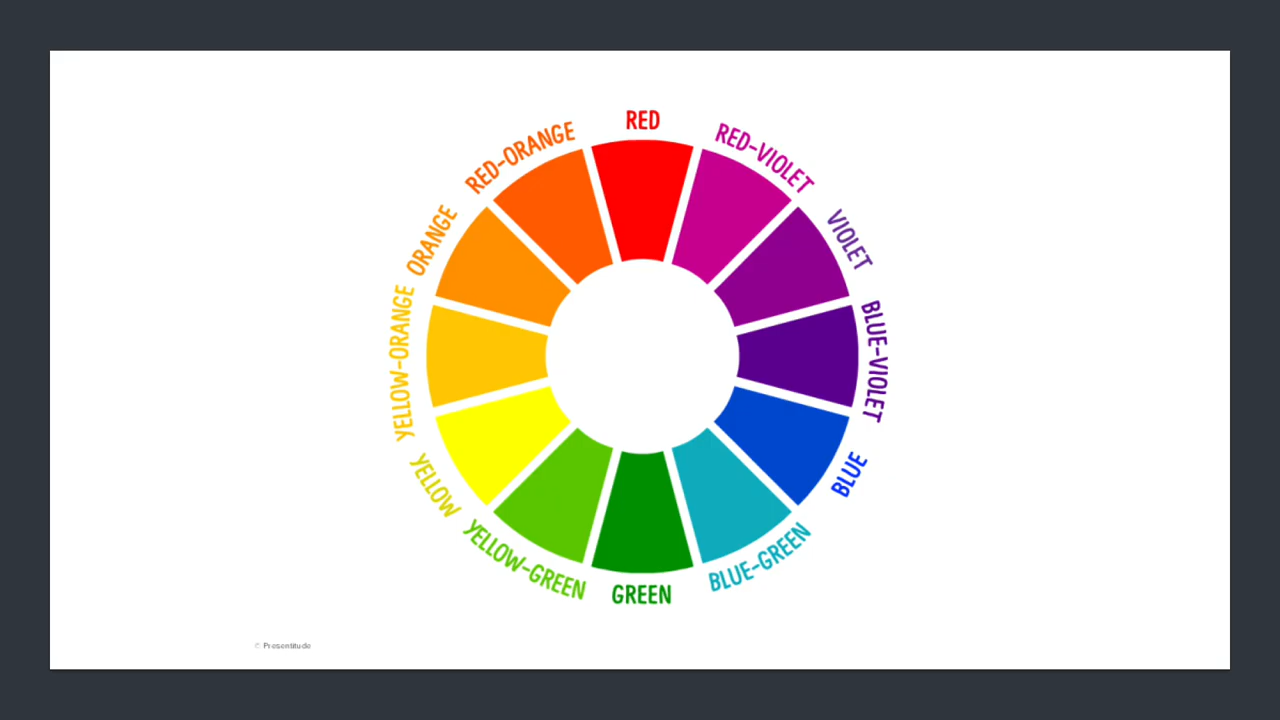 RED
RED-VIOLET
VIOLET
BLUE-VIOLET
BLUE
BLUE-GREEN
GREEN
YELLOW-GREEN
YELLOW
YELLOW-ORANGE
ORANGE
RED-ORANGE
© Presentitude